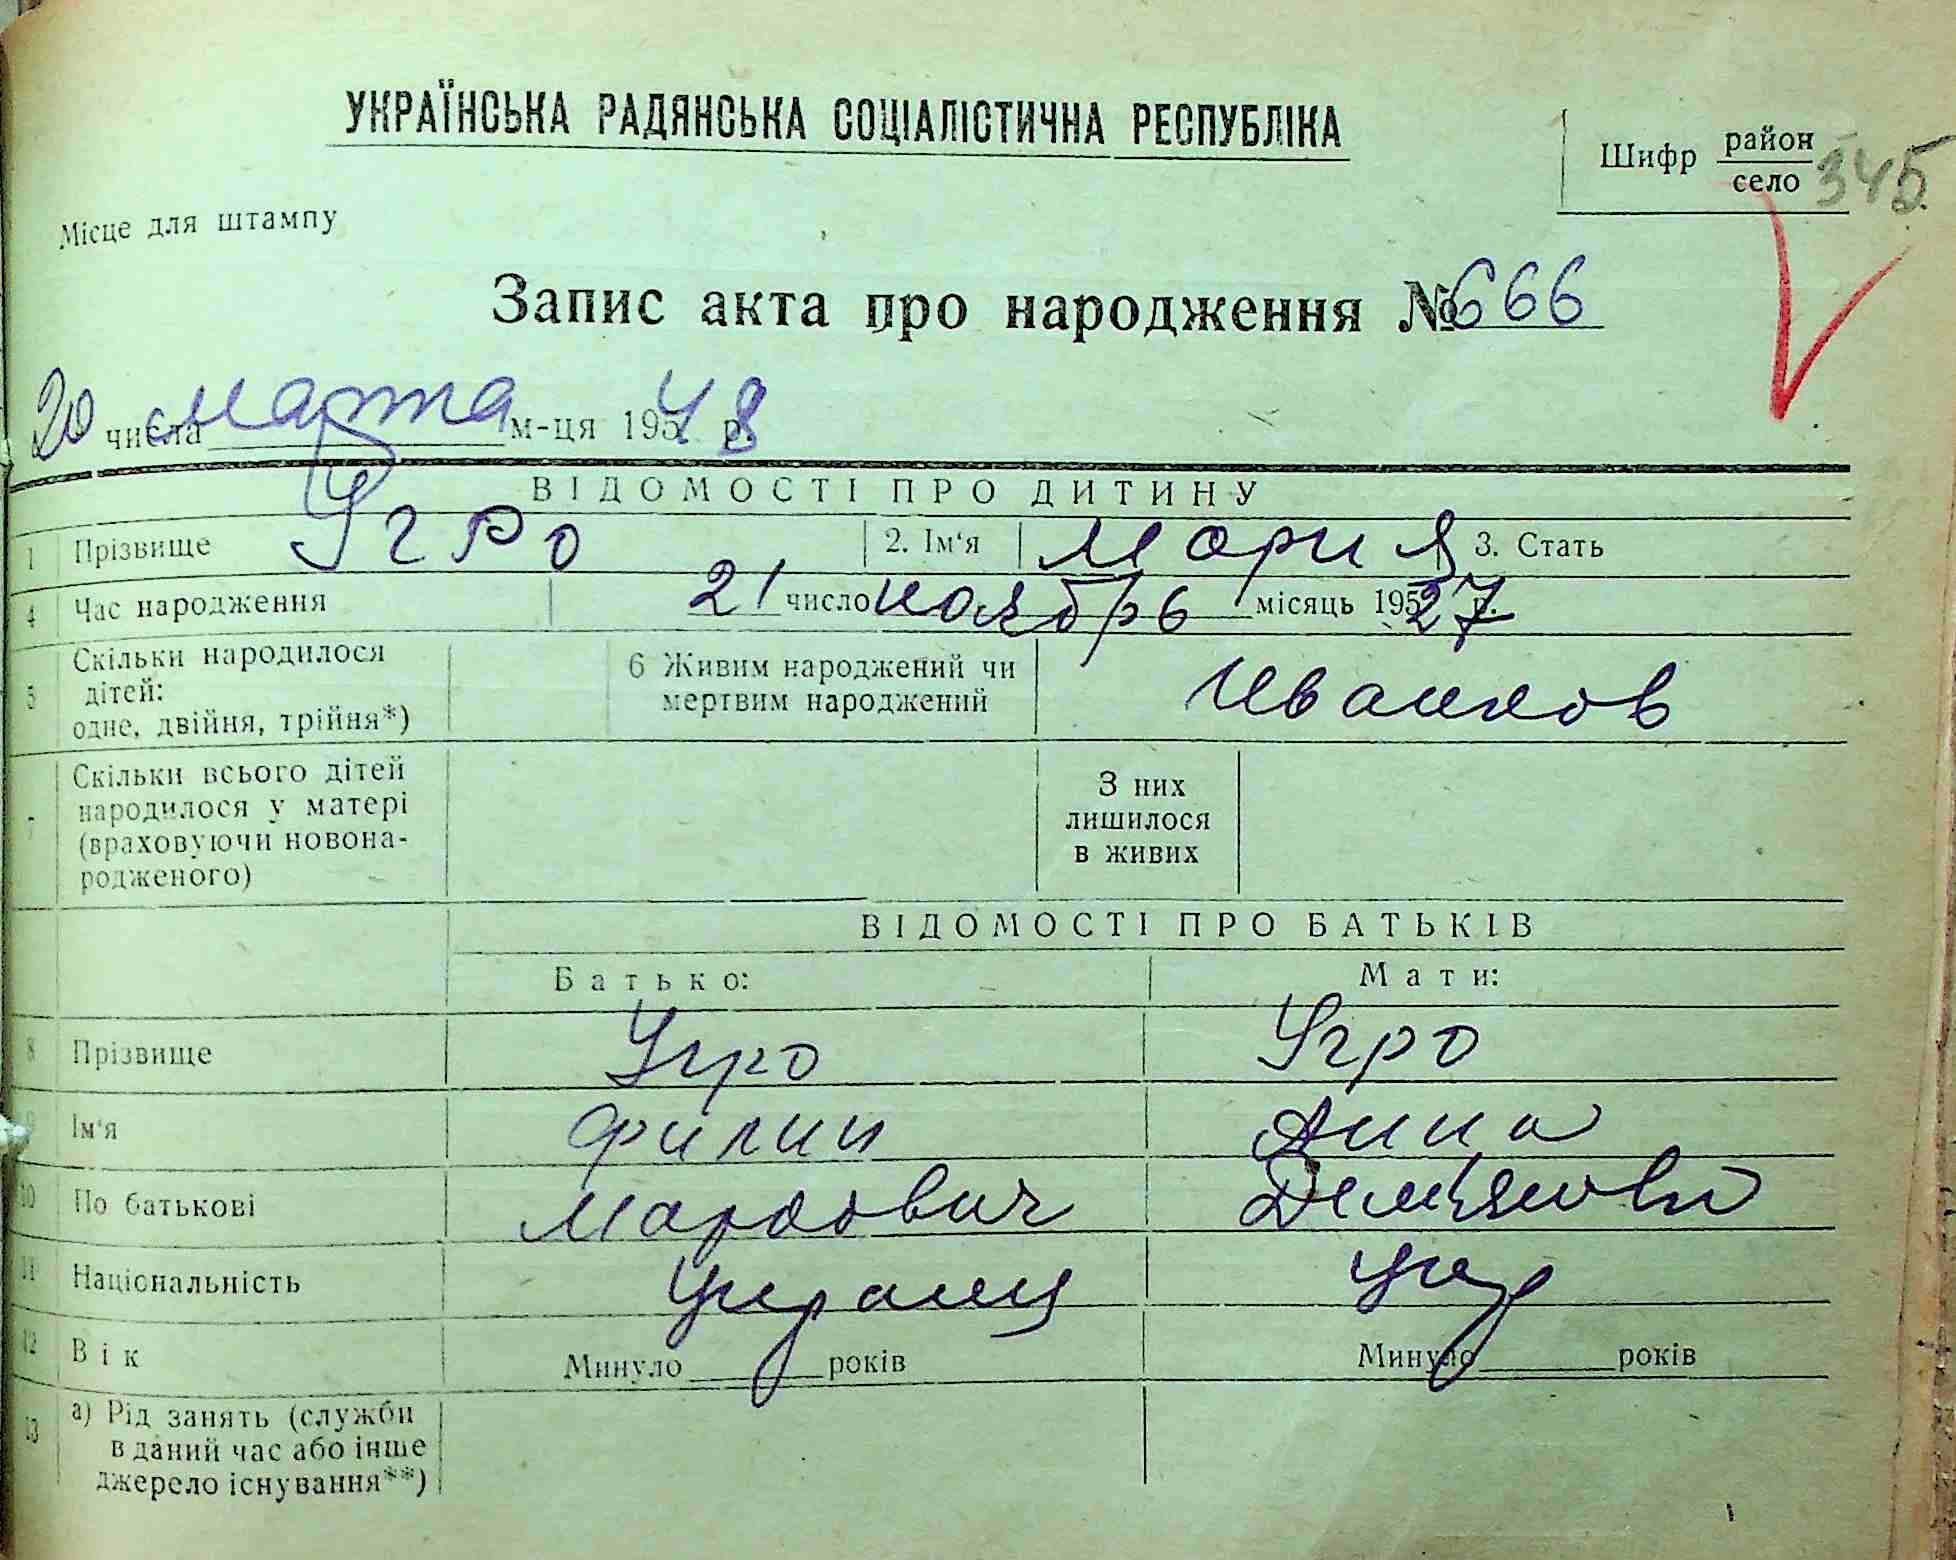 УКРАЇНСЬКА РАДЯНСЬКА СОЦІАЛІСТИЧНА РЕСПУБЛІКА
Шифр район
село 345
Місце для штампу
Запис акта про народження № 666
20 числа марта м-ця 1948 р.
ВІДОМОСТІ ПРО ДИТИНУ
1 Прізвище Угро 2. Ім'я Мария 3. Стать
4 Час народження 21 число ноябрь місяць 1927 р.
5 Скільки народилося дітей: одне, двійня, трійня*) 6 Живим народжений чи мертвим народжений Иванков
7 Скільки всього дітей народилося у матері (враховуючи новонародженого) З них лишилося в живих
ВІДОМОСТІ ПРО БАТЬКІВ
Батько: Мати:
8 Прізвище Угро Угро
9 Ім'я Филип Анна
10 По батькові Маркович Демьяновн
11 Національність Украинц Укр
12 Вік Минуло років Минуло років
13 а) Рід занять (служби
в даний час або інше
джерело існування**)